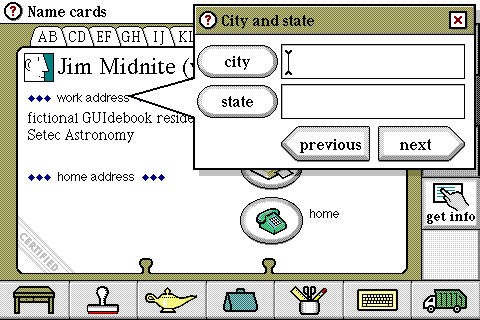 Name cards
AB CD EF GH IJ KL
City and state
city
state
previous
next
Jim Midnite (
work address
fictional GUIdebook reside
Setec Astronomy
home address
home
get info
CERTIFIED